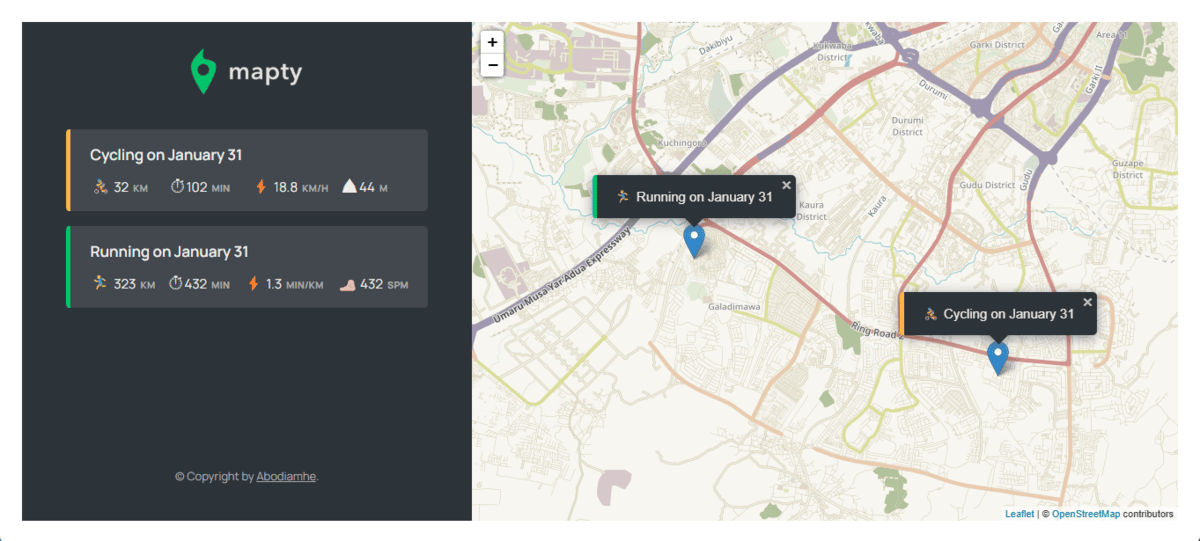 mapty
Cycling on January 31
32 KM 102 MIN 18.8 KM/H 44 M
Running on January 31
323 KM 432 MIN 1.3 MIN/KM 432 SPM
© Copyright by Abodiamhe.
+
−
Dakibiyu
Kukwaba
District
Garki District
Area 11
Garki II
Durumi
Durumi
District
Kuchingoro
Guzape
District
Gudu District
Gudu
Running on January 31 ×
Kaura
District
Kaura
Umaru Musa Yar'Adua Expressway
Galadimawa
Ring Road 2
Cycling on January 31 ×
Leaflet | © OpenStreetMap contributors